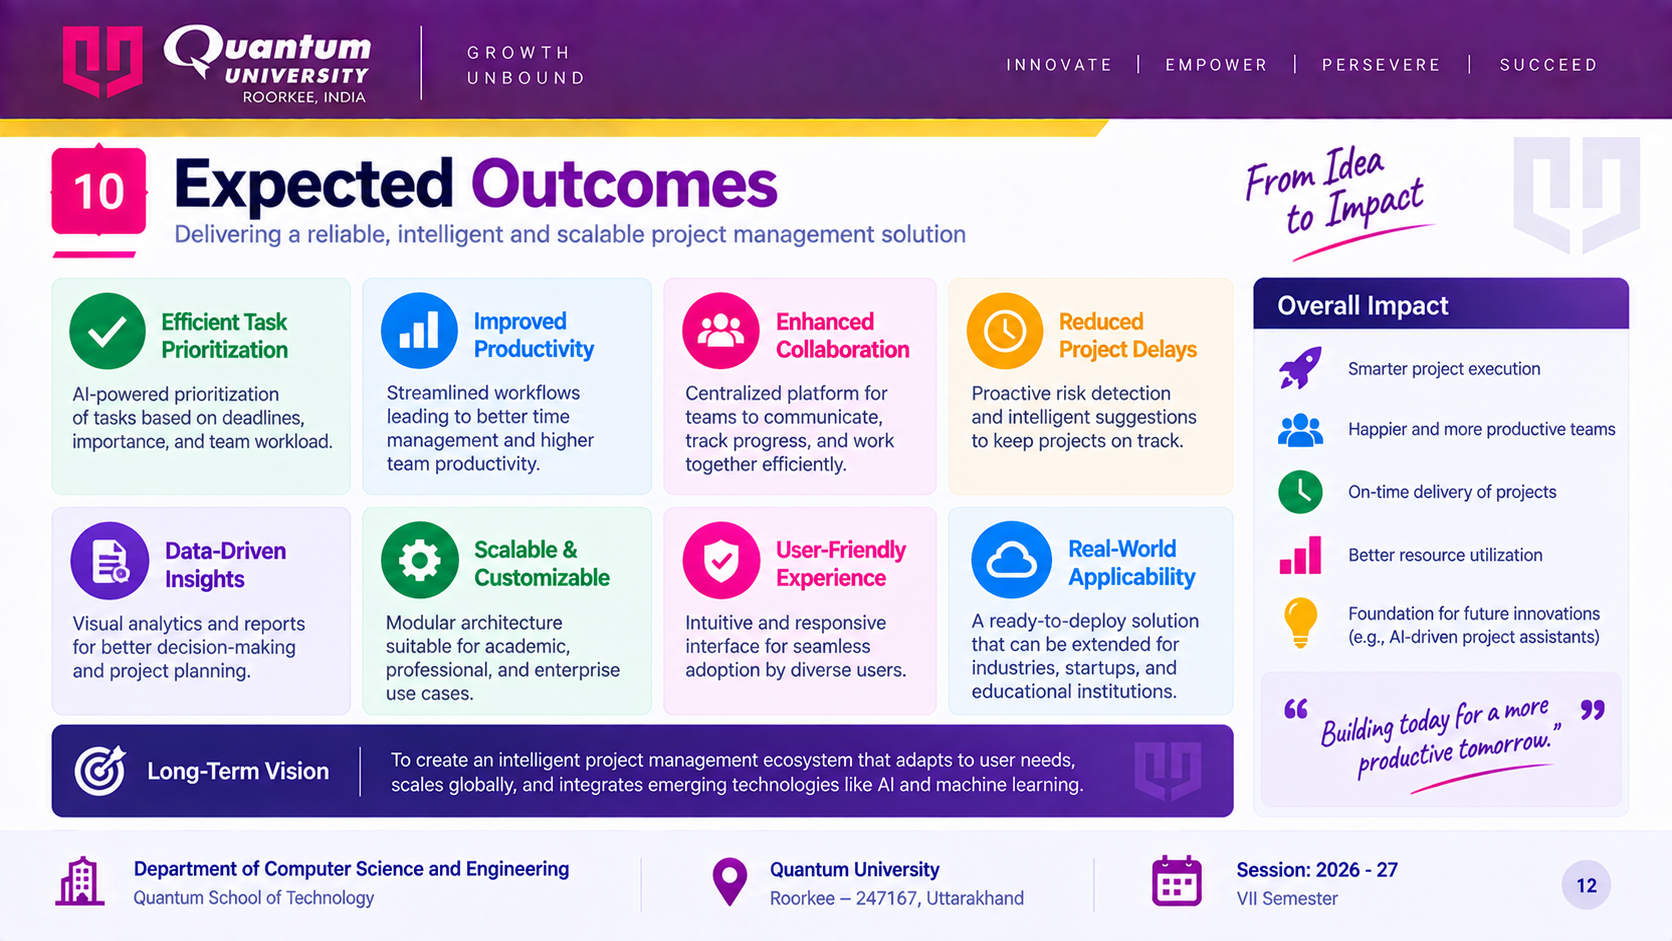 Quantum
UNIVERSITY
ROORKEE, INDIA
GROWTH
UNBOUND
INNOVATE | EMPOWER | PERSEVERE | SUCCEED
10
Expected Outcomes
Delivering a reliable, intelligent and scalable project management solution
From Idea
to Impact
Efficient Task
Prioritization
AI-powered prioritization
of tasks based on deadlines,
importance, and team workload.
Improved
Productivity
Streamlined workflows
leading to better time
management and higher
team productivity.
Enhanced
Collaboration
Centralized platform for
teams to communicate,
track progress, and work
together efficiently.
Reduced
Project Delays
Proactive risk detection
and intelligent suggestions
to keep projects on track.
Data-Driven
Insights
Visual analytics and reports
for better decision-making
and project planning.
Scalable &
Customizable
Modular architecture
suitable for academic,
professional, and enterprise
use cases.
User-Friendly
Experience
Intuitive and responsive
interface for seamless
adoption by diverse users.
Real-World
Applicability
A ready-to-deploy solution
that can be extended for
industries, startups, and
educational institutions.
Overall Impact
Smarter project execution
Happier and more productive teams
On-time delivery of projects
Better resource utilization
Foundation for future innovations
(e.g., AI-driven project assistants)
“ Building today for a more ”
productive tomorrow.”
Long-Term Vision
To create an intelligent project management ecosystem that adapts to user needs,
scales globally, and integrates emerging technologies like AI and machine learning.
Department of Computer Science and Engineering
Quantum School of Technology
Quantum University
Roorkee – 247167, Uttarakhand
Session: 2026 - 27
VII Semester
12